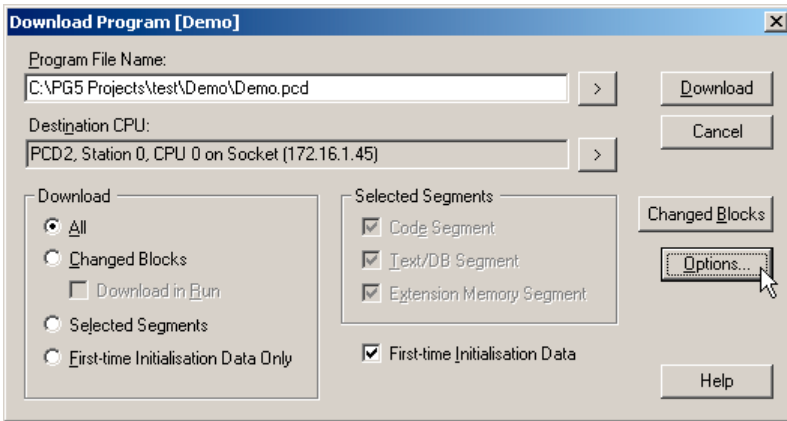 Download Program [Demo]
Program File Name:
C:\PG5 Projects\test\Demo\Demo.pcd
>
Download
Destination CPU:
Cancel
PCD2, Station 0, CPU 0 on Socket (172.16.1.45)
>
Download
All
Changed Blocks
Download in Run
Selected Segments
First-time Initialisation Data Only
Selected Segments
Code Segment
Text/DB Segment
Extension Memory Segment
First-time Initialisation Data
Changed Blocks
Options...
Help